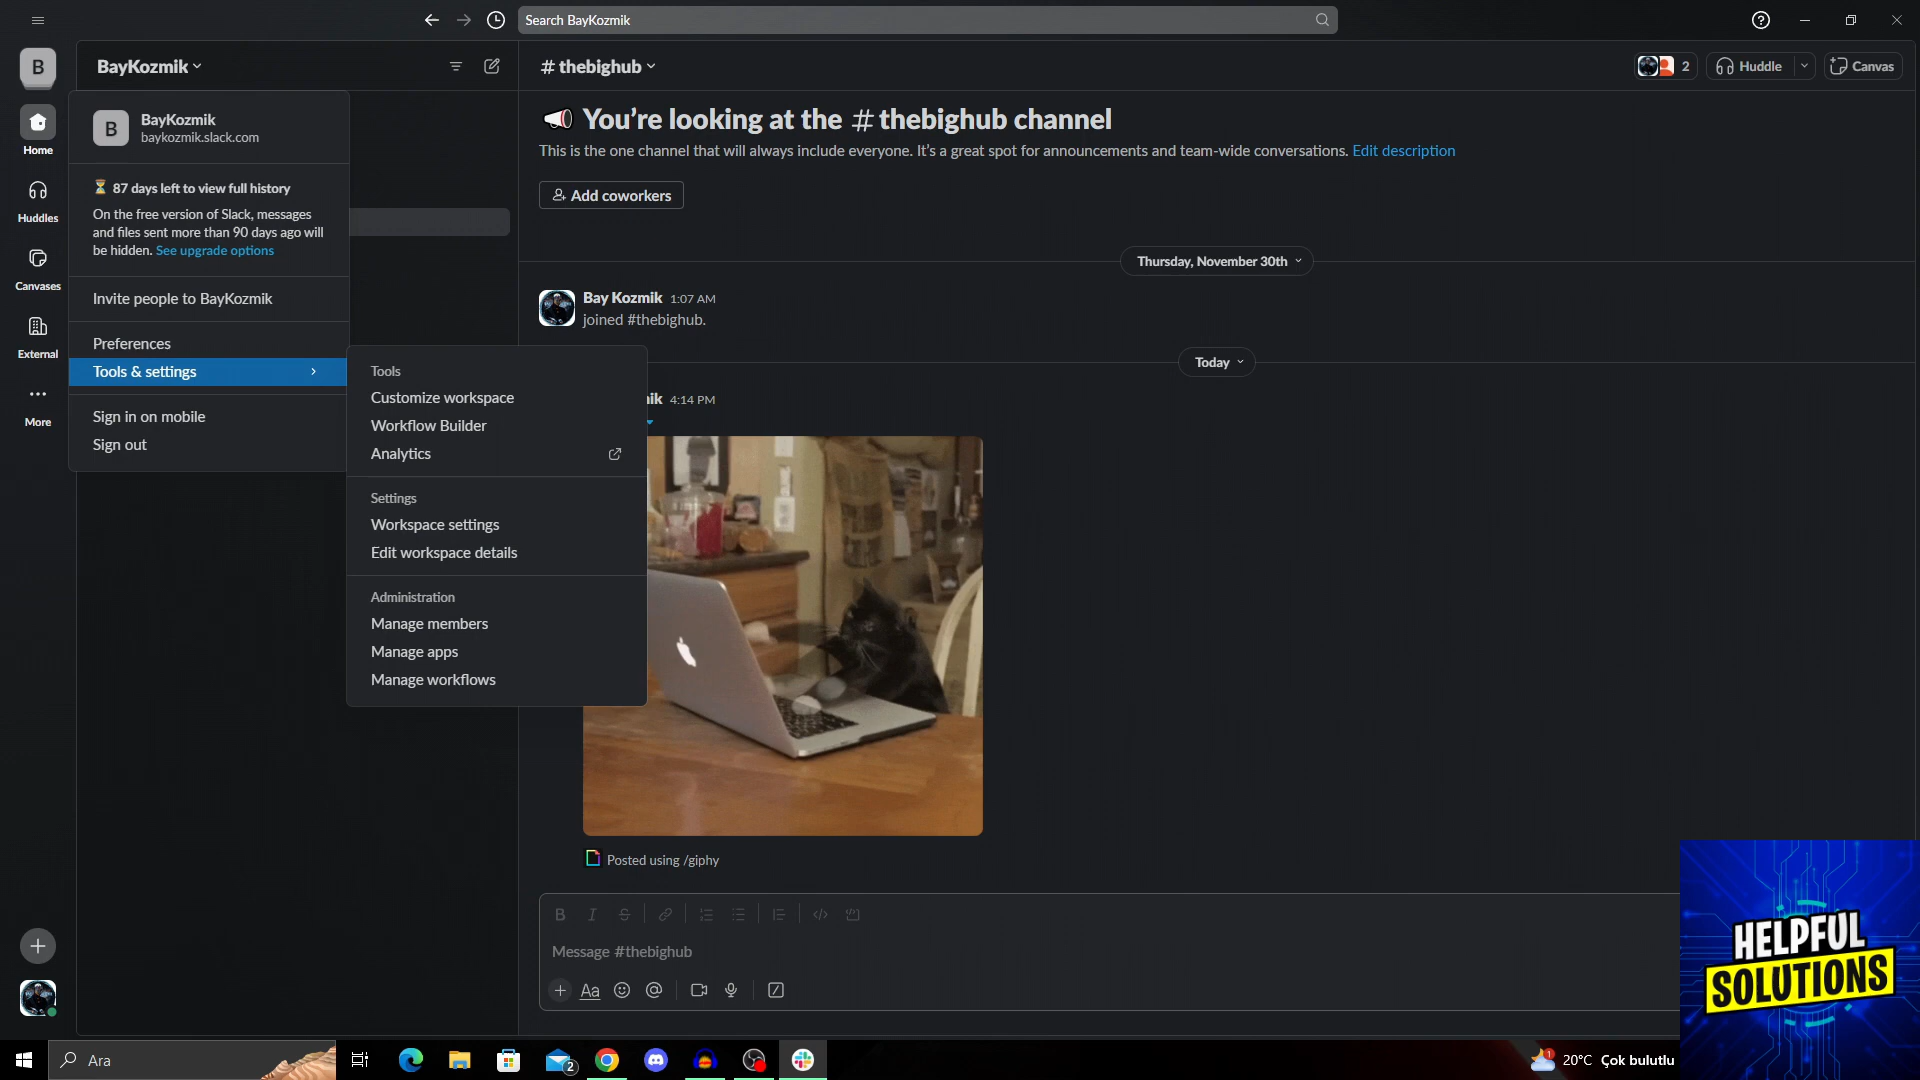 Search BayKozmik
B
BayKozmik
# thebighub
2
Huddle
Canvas
Home
Huddles
Canvases
External
More
B
BayKozmik
baykozmik.slack.com
87 days left to view full history
On the free version of Slack, messages
and files sent more than 90 days ago will
be hidden. See upgrade options
Invite people to BayKozmik
Preferences
Tools & settings
Sign in on mobile
Sign out
Tools
Customize workspace
Workflow Builder
Analytics
Settings
Workspace settings
Edit workspace details
Administration
Manage members
Manage apps
Manage workflows
You're looking at the # thebighub channel
This is the one channel that will always include everyone. It's a great spot for announcements and team-wide conversations. Edit description
Add coworkers
Thursday, November 30th
Bay Kozmik 1:07 AM
joined #thebighub.
Today
mik 4:14 PM
Posted using /giphy
Message #thebighub
Aa
HELPFUL
SOLUTIONS
Ara
2
1
20°C Çok bulutlu